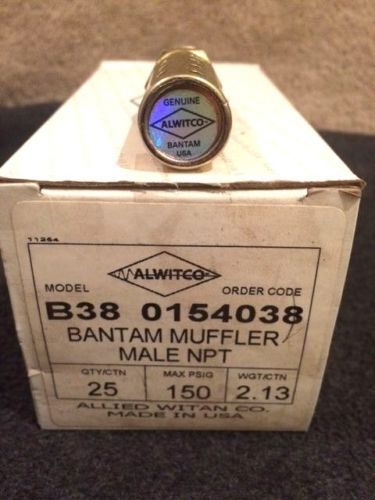 GENUINE
ALWITCO
BANTAM
USA
11264
ALWITCO
MODEL
ORDER CODE
B38 0154038
BANTAM MUFFLER
MALE NPT
QTY/CTN
MAX PSIG
WGT/CTN
25
150
2.13
ALLIED WITAN CO.
MADE IN USA